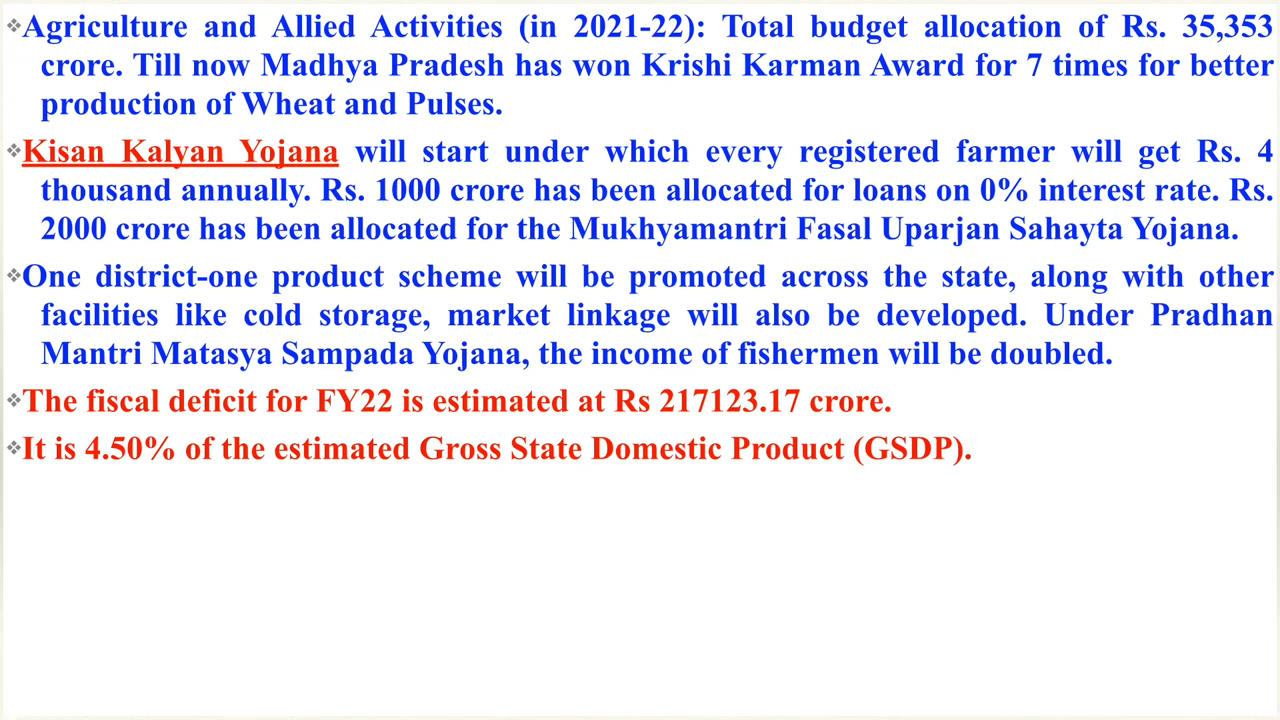 ❖Agriculture and Allied Activities (in 2021-22): Total budget allocation of Rs. 35,353
crore. Till now Madhya Pradesh has won Krishi Karman Award for 7 times for better
production of Wheat and Pulses.
❖Kisan Kalyan Yojana will start under which every registered farmer will get Rs. 4
thousand annually. Rs. 1000 crore has been allocated for loans on 0% interest rate. Rs.
2000 crore has been allocated for the Mukhyamantri Fasal Uparjan Sahayta Yojana.
❖One district-one product scheme will be promoted across the state, along with other
facilities like cold storage, market linkage will also be developed. Under Pradhan
Mantri Matasya Sampada Yojana, the income of fishermen will be doubled.
❖The fiscal deficit for FY22 is estimated at Rs 217123.17 crore.
❖It is 4.50% of the estimated Gross State Domestic Product (GSDP).